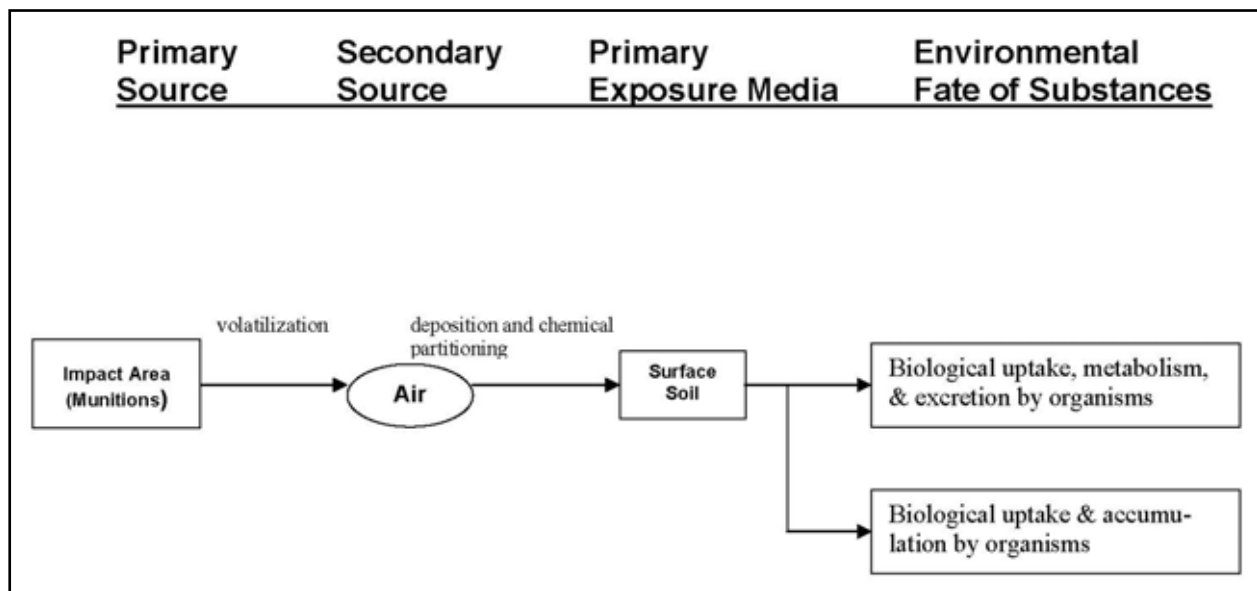 Primary Source
Secondary Source
Primary Exposure Media
Environmental Fate of Substances
volatilization
deposition and chemical
partitioning
Impact Area
(Munitions)
Air
Surface
Soil
Biological uptake, metabolism,
& excretion by organisms
Biological uptake & accumu-
lation by organisms